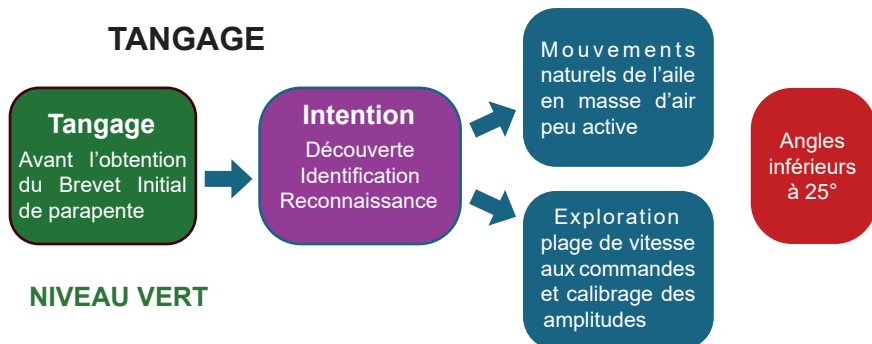 TANGAGE
Tangage
Avant l'obtention
du Brevet Initial
de parapente
NIVEAU VERT
Intention
Découverte
Identification
Reconnaissance
Mouvements
naturels de l'aile
en masse d'air
peu active
Exploration
plage de vitesse
aux commandes
et calibrage des
amplitudes
Angles
inférieurs
à 25°